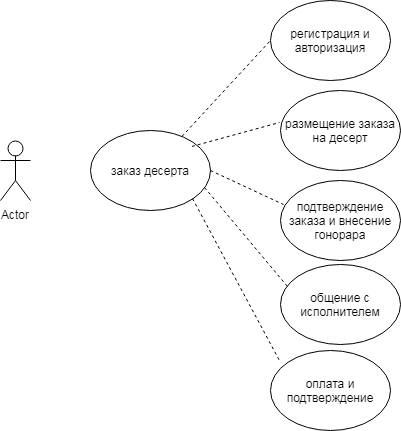 регистрация и
авторизация
размещение заказа
на десерт
заказ десерта
подтверждение
заказа и внесение
гонорара
Actor
общение с
исполнителем
оплата и
подтверждение